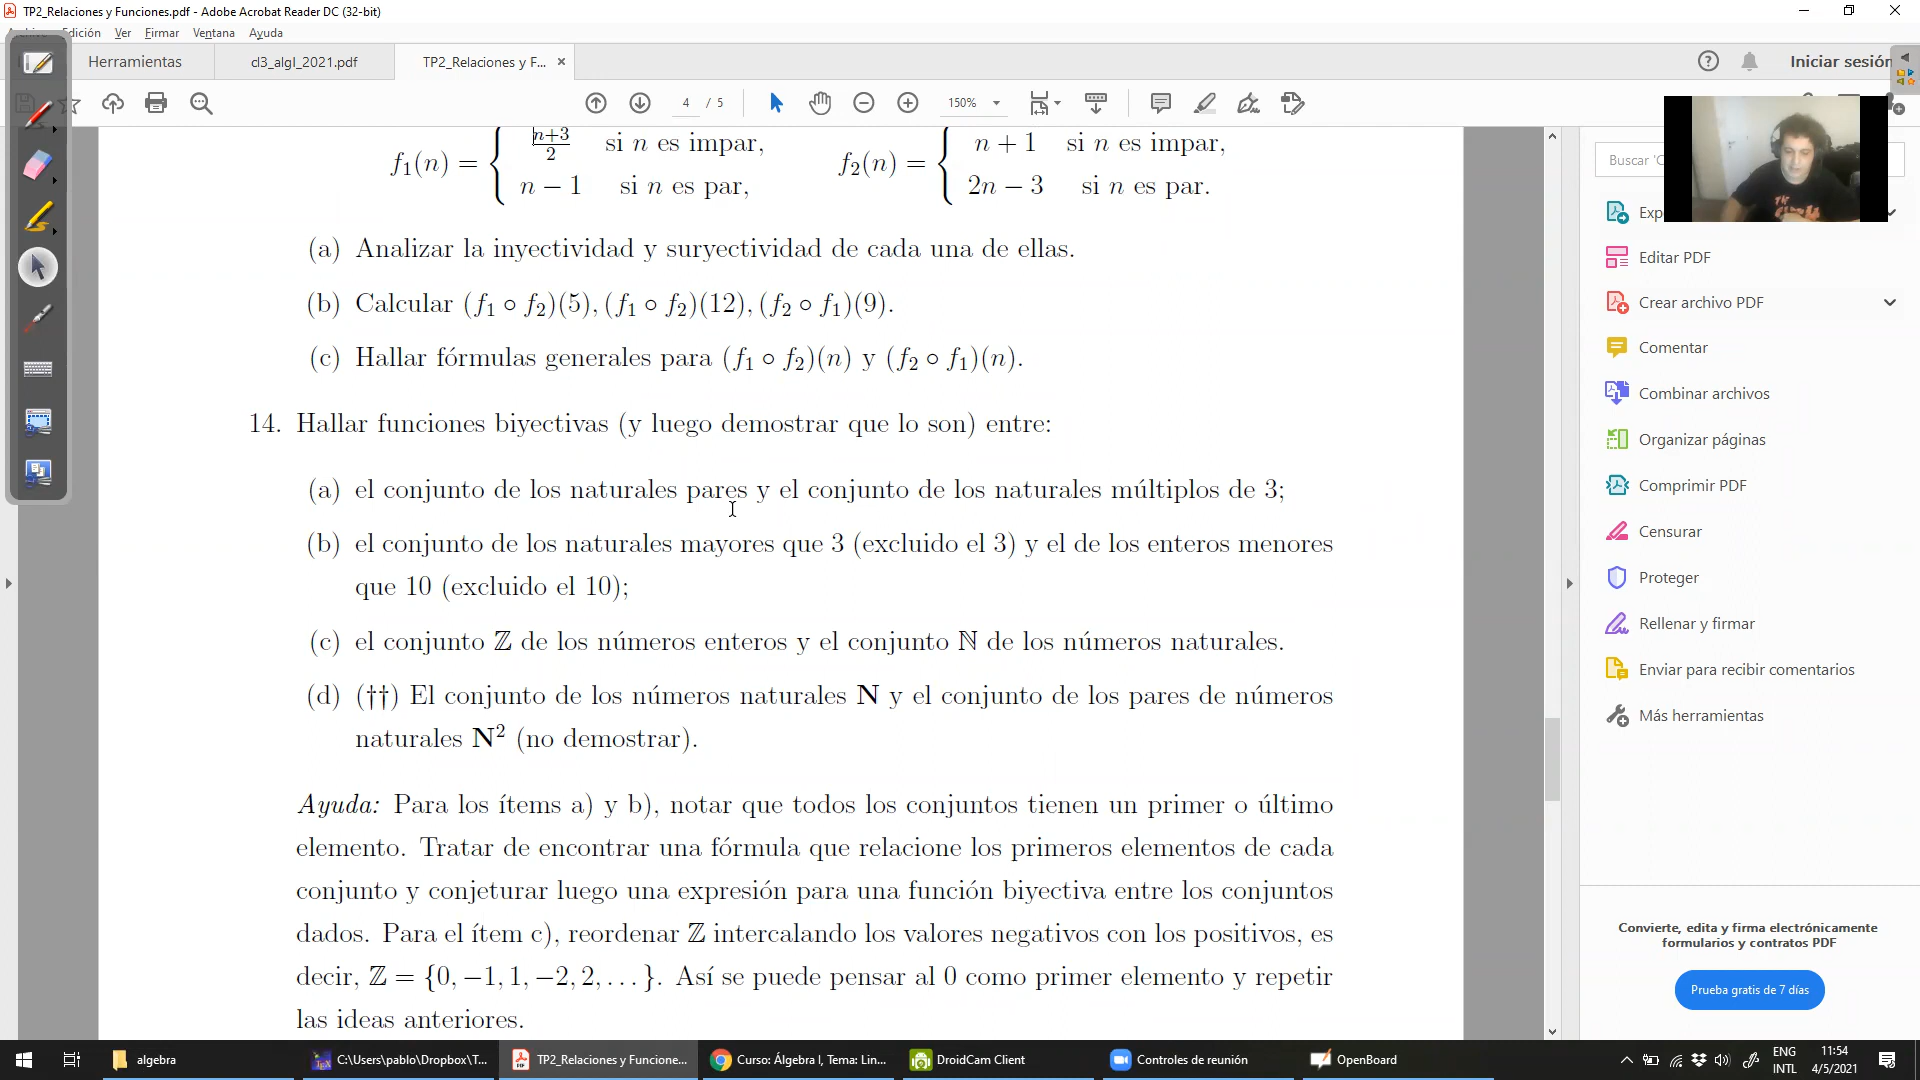 TP2_Relaciones y Funciones.pdf - Adobe Acrobat Reader DC (32-bit)
Edición Ver Firmar Ventana Ayuda
Herramientas cl3_algI_2021.pdf TP2_Relaciones y F... × Iniciar sesión
4 / 5 150%
f₁(n) = { (n+3)/2 si n es impar, n − 1 si n es par,
f₂(n) = { n + 1 si n es impar, 2n − 3 si n es par.
(a) Analizar la inyectividad y suryectividad de cada una de ellas.
(b) Calcular (f₁ ∘ f₂)(5), (f₁ ∘ f₂)(12), (f₂ ∘ f₁)(9).
(c) Hallar fórmulas generales para (f₁ ∘ f₂)(n) y (f₂ ∘ f₁)(n).
14. Hallar funciones biyectivas (y luego demostrar que lo son) entre:
(a) el conjunto de los naturales pares y el conjunto de los naturales múltiplos de 3;
(b) el conjunto de los naturales mayores que 3 (excluido el 3) y el de los enteros menores
que 10 (excluido el 10);
(c) el conjunto ℤ de los números enteros y el conjunto ℕ de los números naturales.
(d) (††) El conjunto de los números naturales N y el conjunto de los pares de números
naturales N² (no demostrar).
Ayuda: Para los ítems a) y b), notar que todos los conjuntos tienen un primer o último
elemento. Tratar de encontrar una fórmula que relacione los primeros elementos de cada
conjunto y conjeturar luego una expresión para una función biyectiva entre los conjuntos
dados. Para el ítem c), reordenar ℤ intercalando los valores negativos con los positivos, es
decir, ℤ = {0, −1, 1, −2, 2, . . . }. Así se puede pensar al 0 como primer elemento y repetir
las ideas anteriores.
Buscar 'C
Exp
Editar PDF
Crear archivo PDF
Comentar
Combinar archivos
Organizar páginas
Comprimir PDF
Censurar
Proteger
Rellenar y firmar
Enviar para recibir comentarios
Más herramientas
Convierte, edita y firma electrónicamente
formularios y contratos PDF
Prueba gratis de 7 días
algebra
C:\Users\pablo\Dropbox\T...
TP2_Relaciones y Funcione...
Curso: Álgebra I, Tema: Lin...
DroidCam Client
Controles de reunión
OpenBoard
ENG
INTL
11:54
4/5/2021